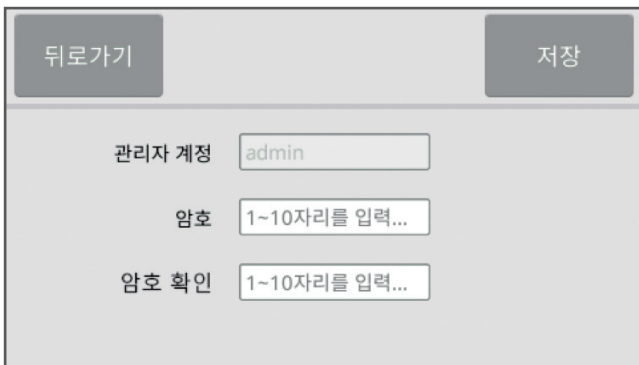 뒤로가기
저장
관리자 계정 admin
암호 1~10자리를 입력...
암호 확인 1~10자리를 입력...